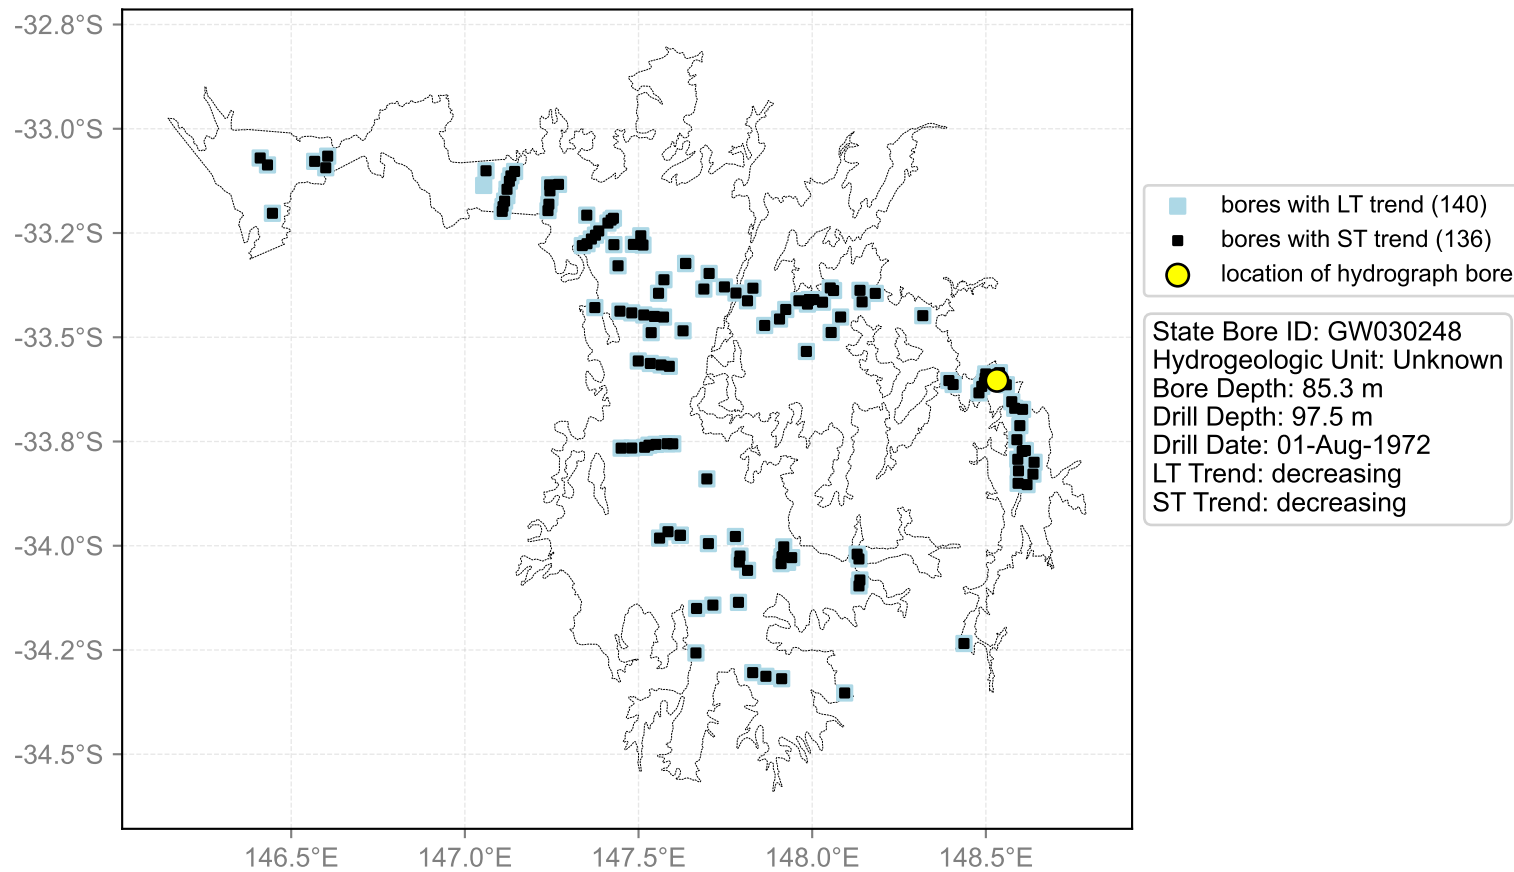 -32.8°S
-33.0°S
-33.2°S
-33.5°S
-33.8°S
-34.0°S
-34.2°S
-34.5°S
146.5°E
147.0°E
147.5°E
148.0°E
148.5°E
bores with LT trend (140)
bores with ST trend (136)
location of hydrograph bore
State Bore ID: GW030248
Hydrogeologic Unit: Unknown
Bore Depth: 85.3 m
Drill Depth: 97.5 m
Drill Date: 01-Aug-1972
LT Trend: decreasing
ST Trend: decreasing